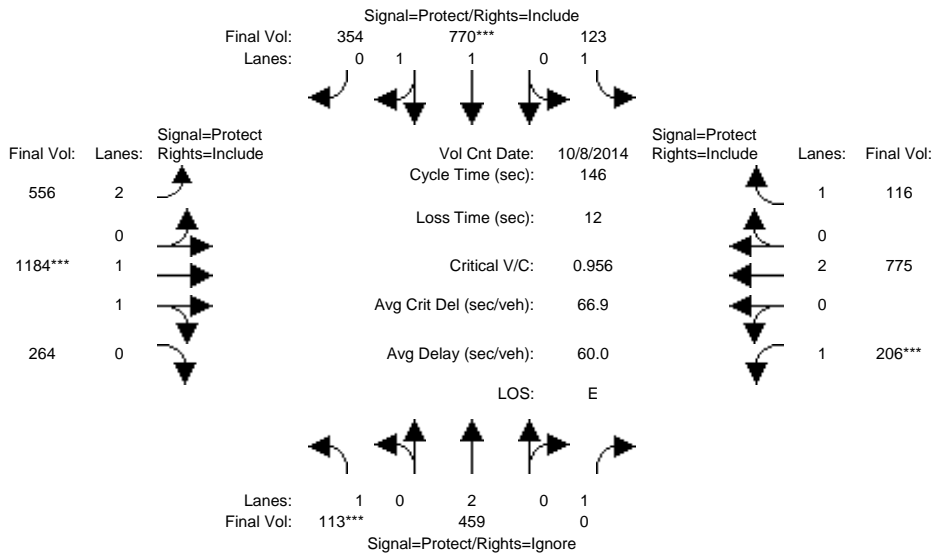 Signal=Protect/Rights=Include
Final Vol: 354 770*** 123
Lanes: 0 1 1 0 1
Signal=Protect Signal=Protect
Final Vol: Lanes: Rights=Include Vol Cnt Date: 10/8/2014 Rights=Include Lanes: Final Vol:
Cycle Time (sec): 146
556 2 1 116
Loss Time (sec): 12
0 0
1184*** 1 Critical V/C: 0.956 2 775
1 Avg Crit Del (sec/veh): 66.9 0
264 0 Avg Delay (sec/veh): 60.0 1 206***
LOS: E
Lanes: 1 0 2 0 1
Final Vol: 113*** 459 0
Signal=Protect/Rights=Ignore